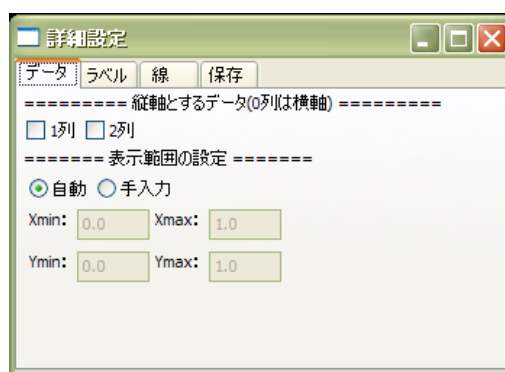 詳細設定
データ ラベル 線 保存
========= 縦軸とするデータ(0列は横軸) =========
1列 2列
======= 表示範囲の設定 =======
自動 手入力
Xmin: 0.0 Xmax: 1.0
Ymin: 0.0 Ymax: 1.0